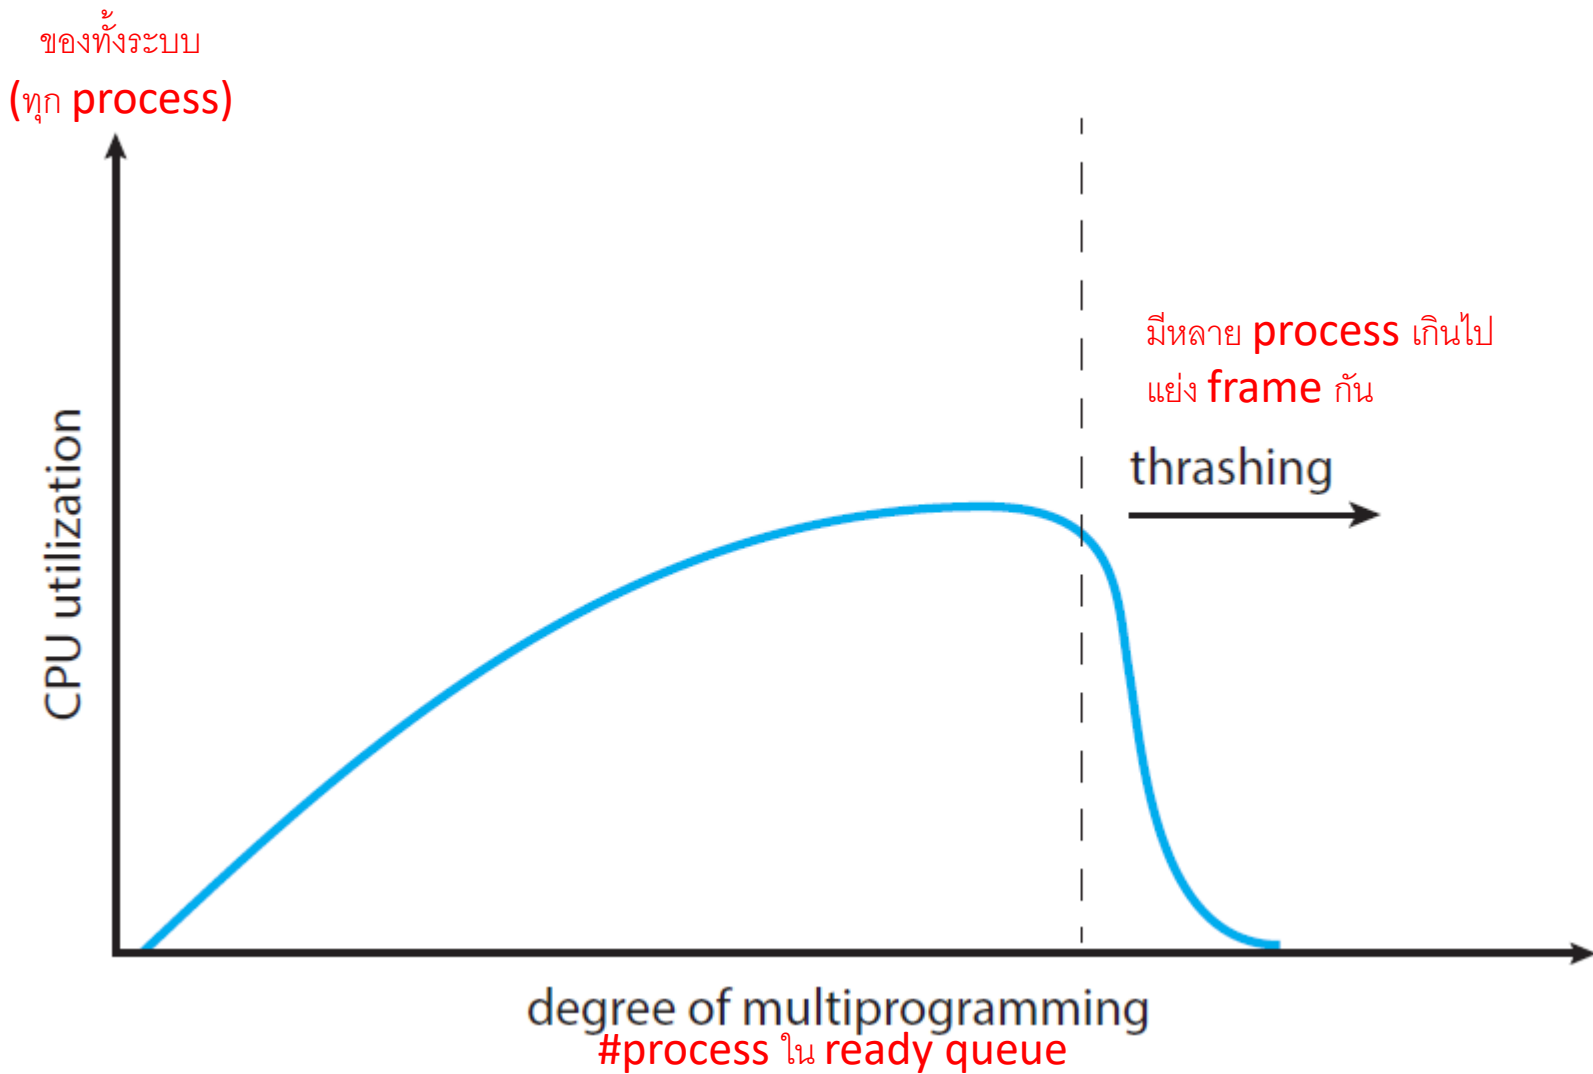 ของทั้งระบบ
(ทุก process)
มีหลาย process เกินไป
แย่ง frame กัน
thrashing
CPU utilization
degree of multiprogramming
#process ใน ready queue